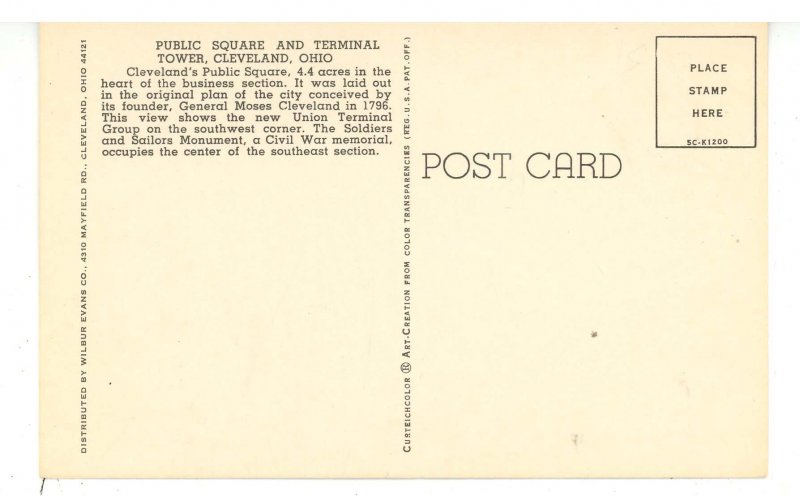 DISTRIBUTED BY WILBUR EVANS CO., 4310 MAYFIELD RD., CLEVELAND, OHIO 44121
PUBLIC SQUARE AND TERMINAL
TOWER, CLEVELAND, OHIO
Cleveland's Public Square, 4.4 acres in the
heart of the business section. It was laid out
in the original plan of the city conceived by
its founder, General Moses Cleveland in 1796.
This view shows the new Union Terminal
Group on the southwest corner. The Soldiers
and Sailors Monument, a Civil War memorial,
occupies the center of the southeast section.
CURTEICHCOLOR ® ART-CREATION FROM COLOR TRANSPARENCIES (REG. U.S.A. PAT. OFF.)
POST CARD
PLACE
STAMP
HERE
5C-K1200